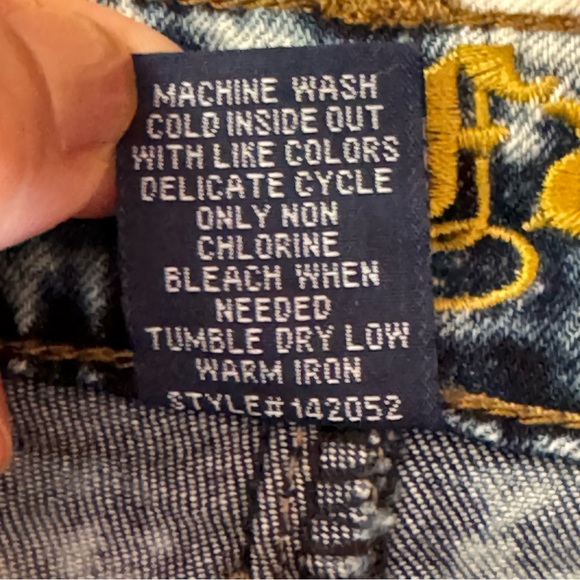 MACHINE WASH
COLD INSIDE OUT
WITH LIKE COLORS
DELICATE CYCLE
ONLY NON
CHLORINE
BLEACH WHEN
NEEDED
TUMBLE DRY LOW
WARM IRON
STYLE# 142052